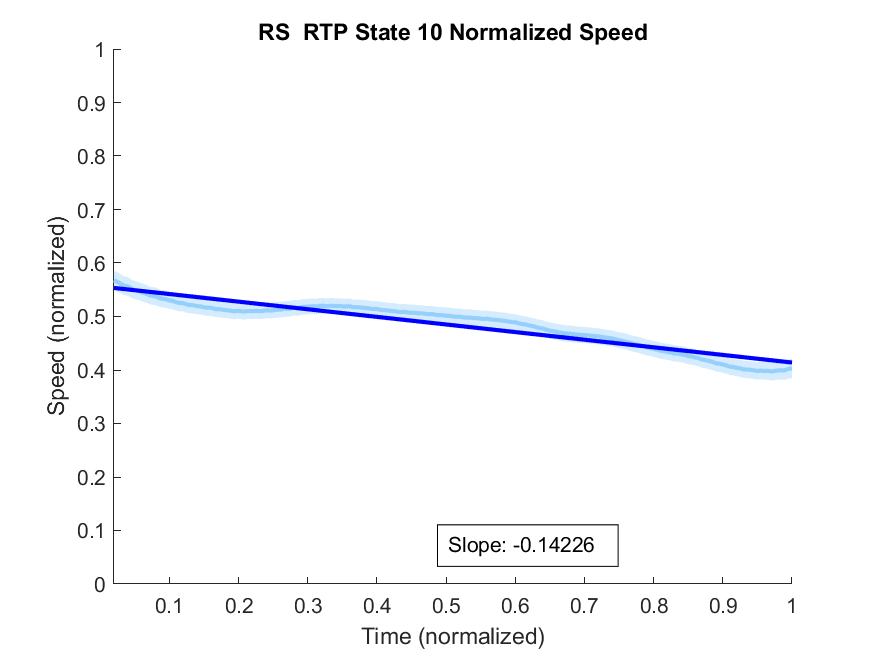 RS  RTP State 10 Normalized Speed
1
0.9
0.8
0.7
0.6
0.5
0.4
0.3
0.2
0.1
0
Speed (normalized)
Slope: -0.14226
0.1 0.2 0.3 0.4 0.5 0.6 0.7 0.8 0.9 1
Time (normalized)